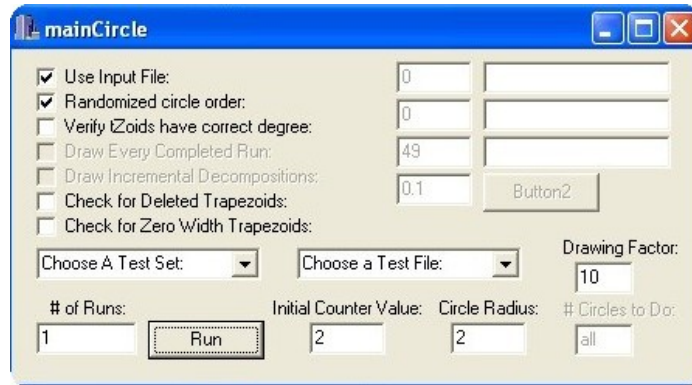 mainCircle
Use Input File: 0
Randomized circle order: 0
Verify tZoids have correct degree:
Draw Every Completed Run: 49
Draw Incremental Decompositions: 0.1 Button2
Check for Deleted Trapezoids:
Check for Zero Width Trapezoids:
Choose A Test Set: Choose a Test File: Drawing Factor:
10
# of Runs: Initial Counter Value: Circle Radius: # Circles to Do:
1 Run 2 2 all